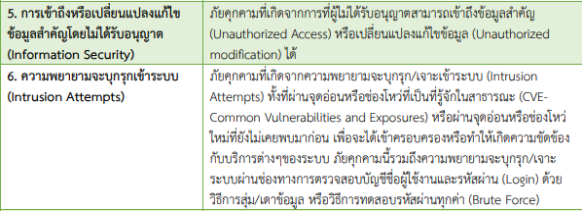 5. การเข้าถึงหรือเปลี่ยนแปลงแก้ไข
ข้อมูลสำคัญโดยไม่ได้รับอนุญาต
(Information Security)
ภัยคุกคามที่เกิดจากการที่ผู้ไม่ได้รับอนุญาตสามารถเข้าถึงข้อมูลสำคัญ
(Unauthorized Access) หรือเปลี่ยนแปลงแก้ไขข้อมูล (Unauthorized
modification) ได้
6. ความพยายามจะบุกรุกเข้าระบบ
(Intrusion Attempts)
ภัยคุกคามที่เกิดจากความพยายามจะบุกรุก/เจาะเข้าระบบ (Intrusion
Attempts) ทั้งที่ผ่านจุดอ่อนหรือช่องโหว่ที่เป็นที่รู้จักในสาธารณะ (CVE-
Common Vulnerabilities and Exposures) หรือผ่านจุดอ่อนหรือช่องโหว่
ใหม่ที่ยังไม่เคยพบมาก่อน เพื่อจะได้เข้าครอบครองหรือทำให้เกิดความขัดข้อง
กับบริการต่างๆของระบบ ภัยคุกคามนี้รวมถึงความพยายามจะบุกรุก/เจาะ
ระบบผ่านช่องทางการตรวจสอบบัญชีชื่อผู้ใช้งานและรหัสผ่าน (Login) ด้วย
วิธีการสุ่ม/เดาข้อมูล หรือวิธีการทดสอบรหัสผ่านทุกค่า (Brute Force)